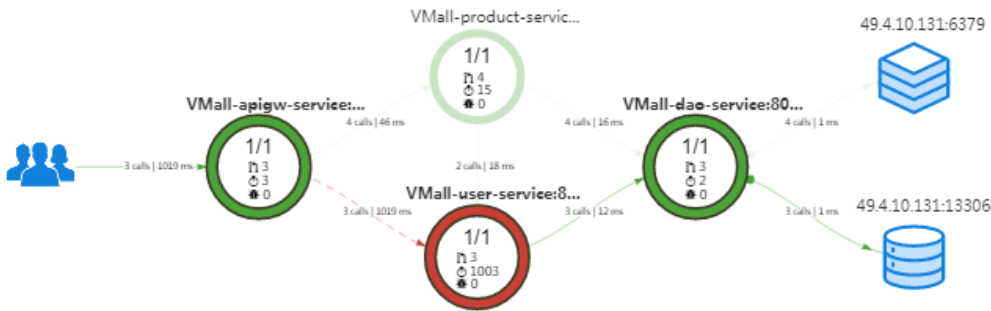 VMall-product-servic...
49.4.10.131:6379
1/1
4
15
0
VMall-apigw-service:...
VMall-dao-service:80...
4 calls | 46 ms
4 calls | 16 ms
4 calls | 1 ms
1/1
3
3
0
1/1
3
2
0
3 calls | 1019 ms
2 calls | 18 ms
VMall-user-service:8...
49.4.10.131:13306
3 calls | 1019 ms
3 calls | 12 ms
3 calls | 1 ms
1/1
3
1003
0